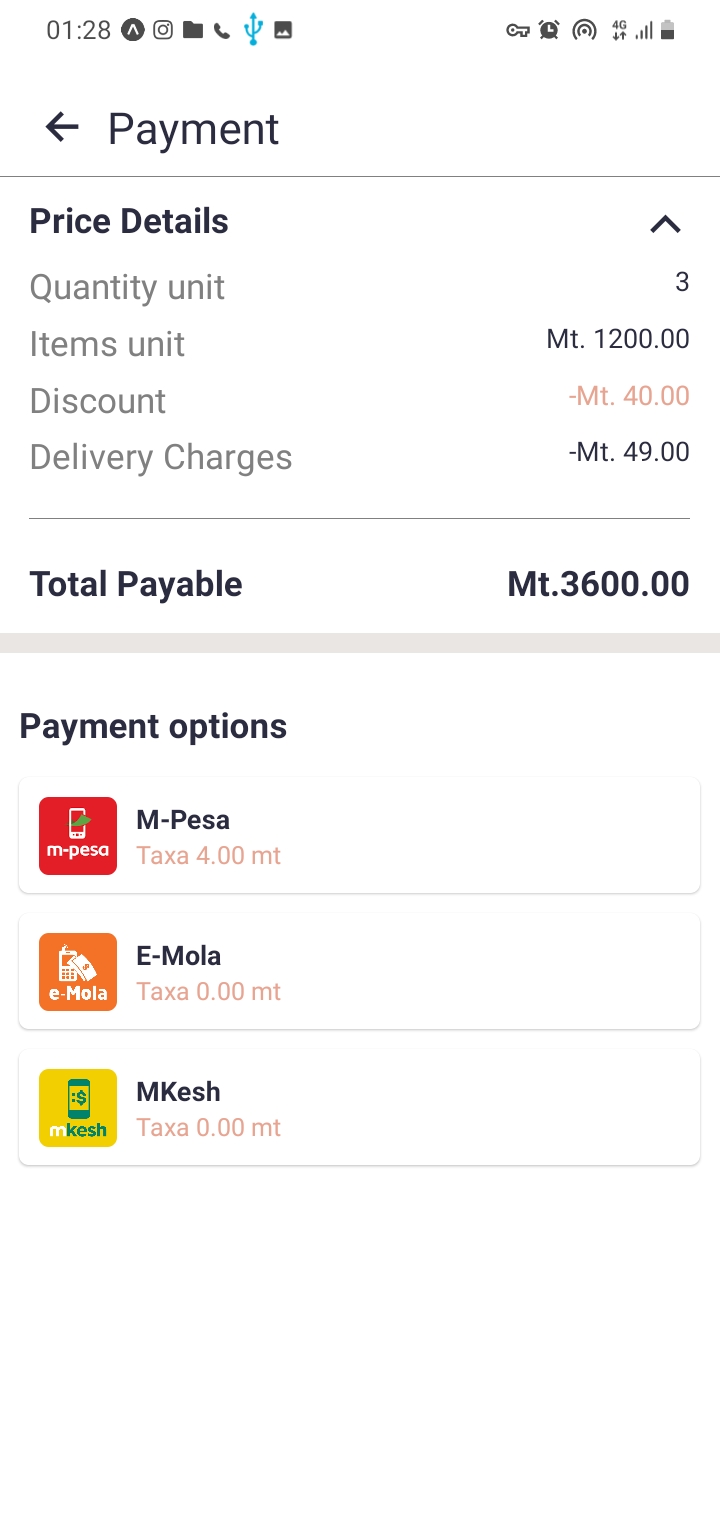 01:28
4G
Payment
Price Details
Quantity unit 3
Items unit Mt. 1200.00
Discount -Mt. 40.00
Delivery Charges -Mt. 49.00
Total Payable Mt.3600.00
Payment options
m-pesa
M-Pesa
Taxa 4.00 mt
e-Mola
E-Mola
Taxa 0.00 mt
:$
mkesh
MKesh
Taxa 0.00 mt